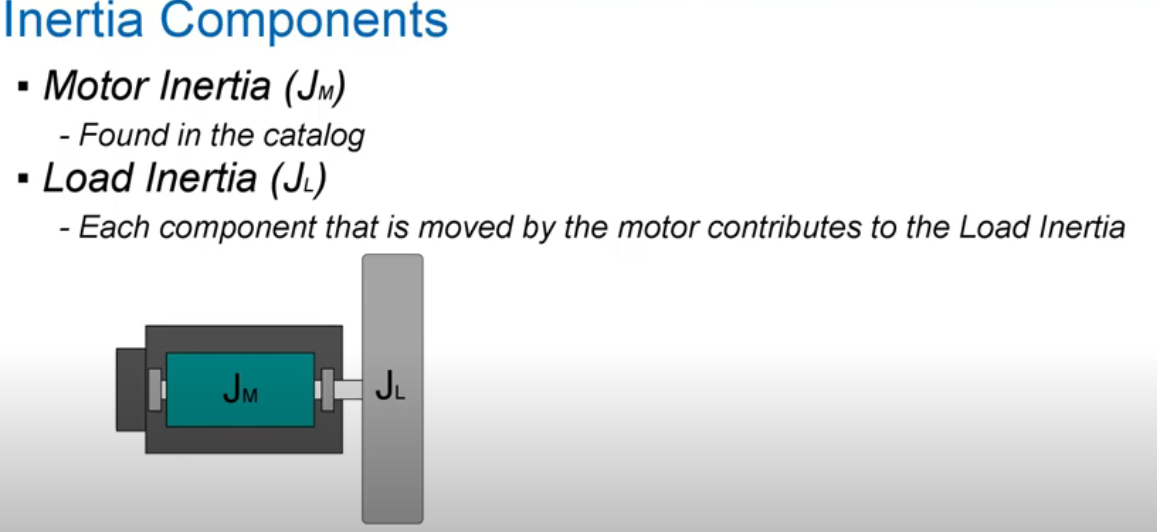 Inertia Components
▪ Motor Inertia (JM)
- Found in the catalog
▪ Load Inertia (JL)
- Each component that is moved by the motor contributes to the Load Inertia
JM
JL